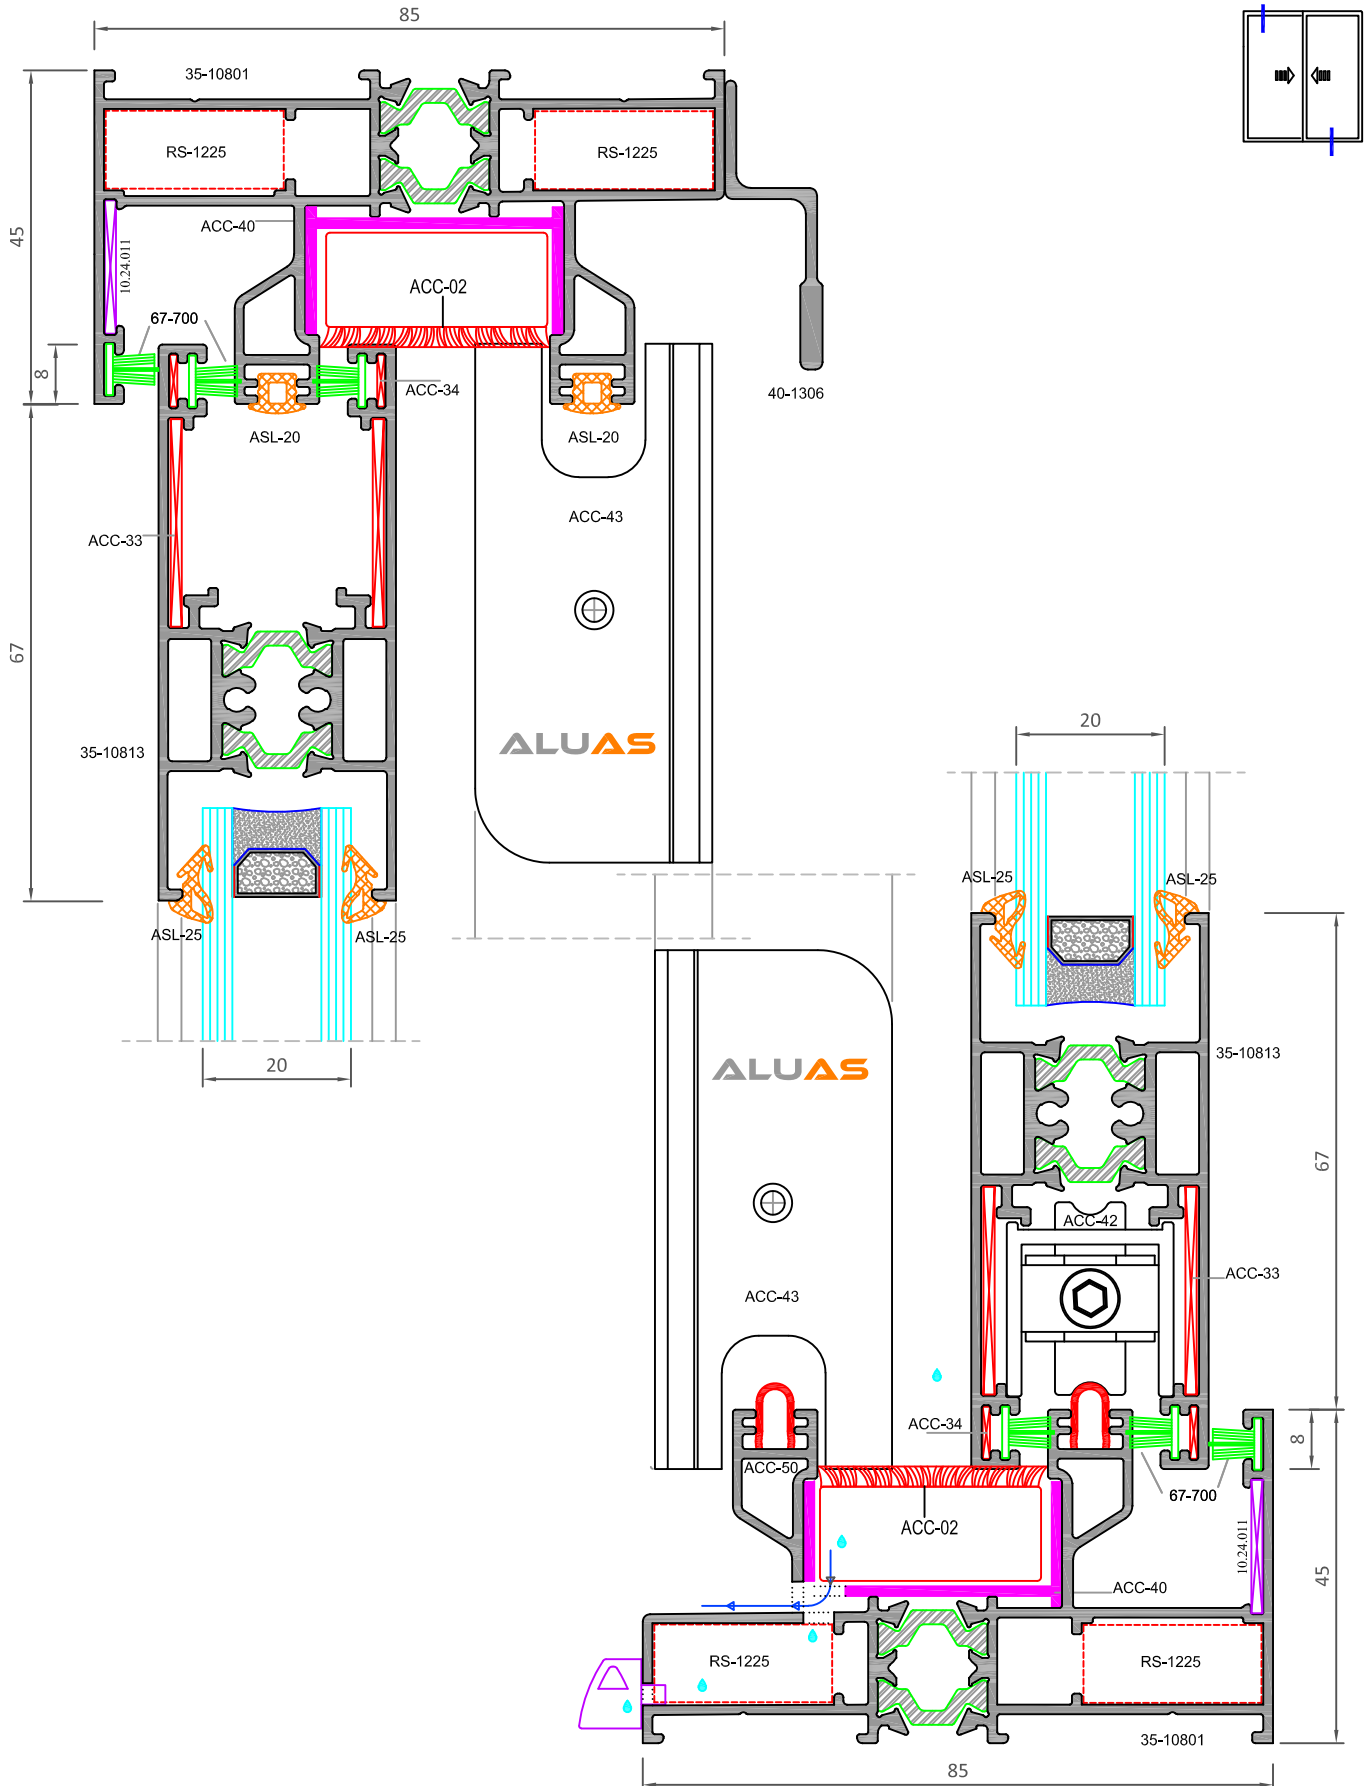 85
35-10801
RS-1225
RS-1225
45
ACC-40
10.24.011
ACC-02
67-700
8
ACC-34
40-1306
ASL-20
ASL-20
ACC-43
ACC-33
67
ALUAS
35-10813
20
ASL-25
ASL-25
ASL-25
ASL-25
20
35-10813
ALUAS
67
ACC-42
ACC-33
ACC-43
ACC-34
8
ACC-50
67-700
ACC-02
10.24.011
45
ACC-40
RS-1225
RS-1225
35-10801
85